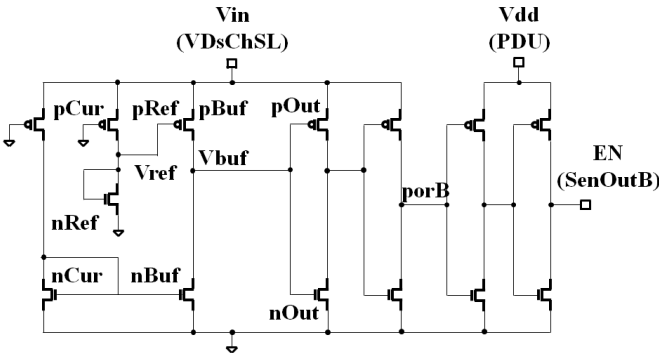 Vin
(VDsChSL)
Vdd
(PDU)
pCur
pRef
pBuf
pOut
Vref
Vbuf
nRef
porB
EN
(SenOutB)
nCur
nBuf
nOut